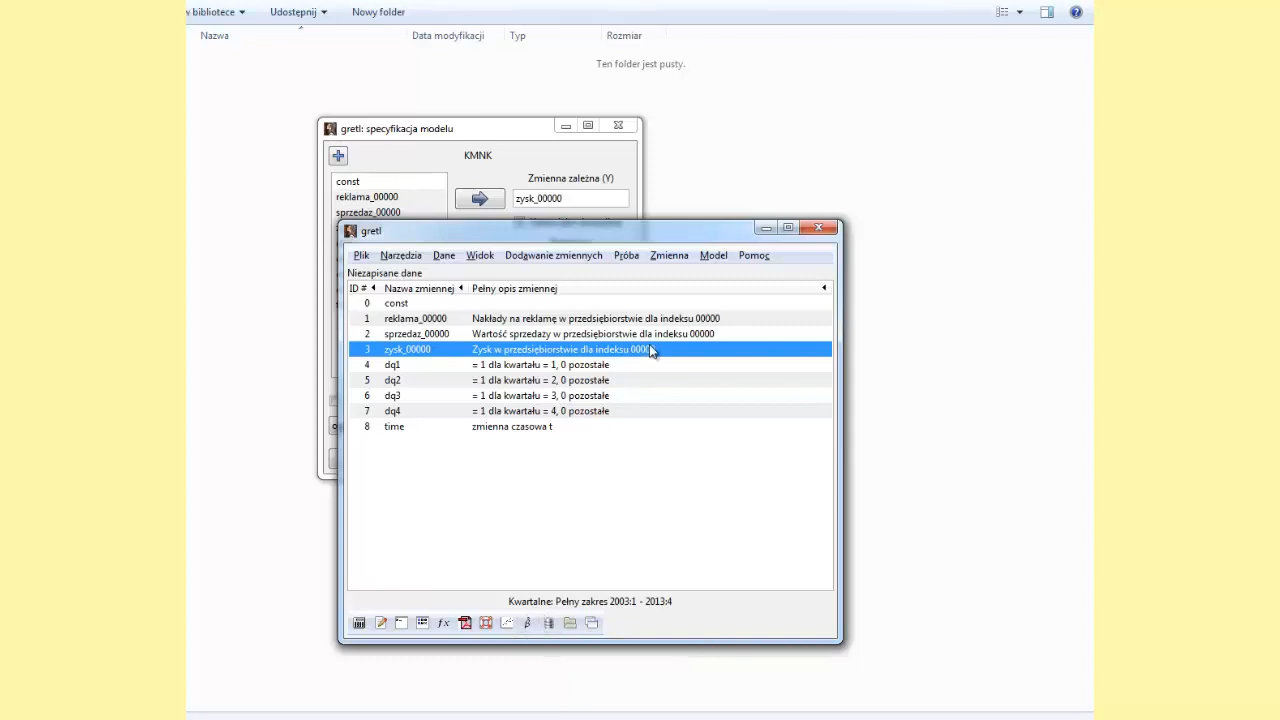 w bibliotece Udostępnij Nowy folder
Nazwa Data modyfikacji Typ Rozmiar
Ten folder jest pusty.
gretl: specyfikacja modelu
KMNK
const
reklama_00000
sprzedaz_00000
Zmienna zależna (Y)
zysk_00000
gretl
Plik Narzędzia Dane Widok Dodawanie zmiennych Próba Zmienna Model Pomoc
Niezapisane dane
ID # Nazwa zmiennej Pełny opis zmiennej
0 const
1 reklama_00000 Nakłady na reklamę w przedsiębiorstwie dla indeksu 00000
2 sprzedaz_00000 Wartość sprzedaży w przedsiębiorstwie dla indeksu 00000
3 zysk_00000 Zysk w przedsiębiorstwie dla indeksu 00000
4 dq1 = 1 dla kwartału = 1, 0 pozostałe
5 dq2 = 1 dla kwartału = 2, 0 pozostałe
6 dq3 = 1 dla kwartału = 3, 0 pozostałe
7 dq4 = 1 dla kwartału = 4, 0 pozostałe
8 time zmienna czasowa t
Kwartalne: Pełny zakres 2003:1 - 2013:4
fx β